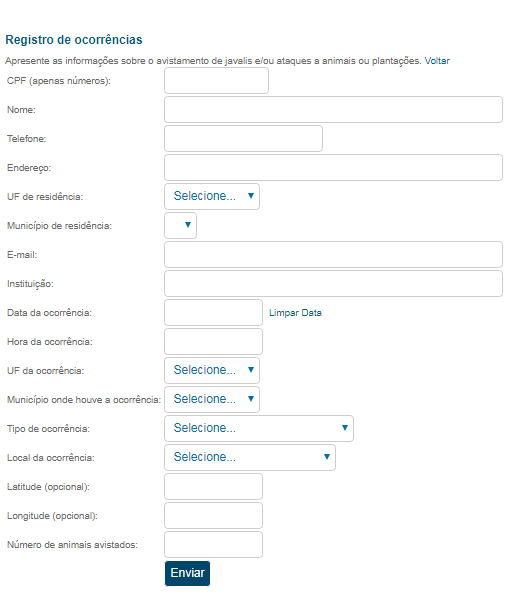 Registro de ocorrências
Apresente as informações sobre o avistamento de javalis e/ou ataques a animais ou plantações. Voltar
CPF (apenas números):
Nome:
Telefone:
Endereço:
UF de residência: Selecione...
Município de residência:
E-mail:
Instituição:
Data da ocorrência: Limpar Data
Hora da ocorrência:
UF da ocorrência: Selecione...
Município onde houve a ocorrência: Selecione...
Tipo de ocorrência: Selecione...
Local da ocorrência: Selecione...
Latitude (opcional):
Longitude (opcional):
Número de animais avistados:
Enviar